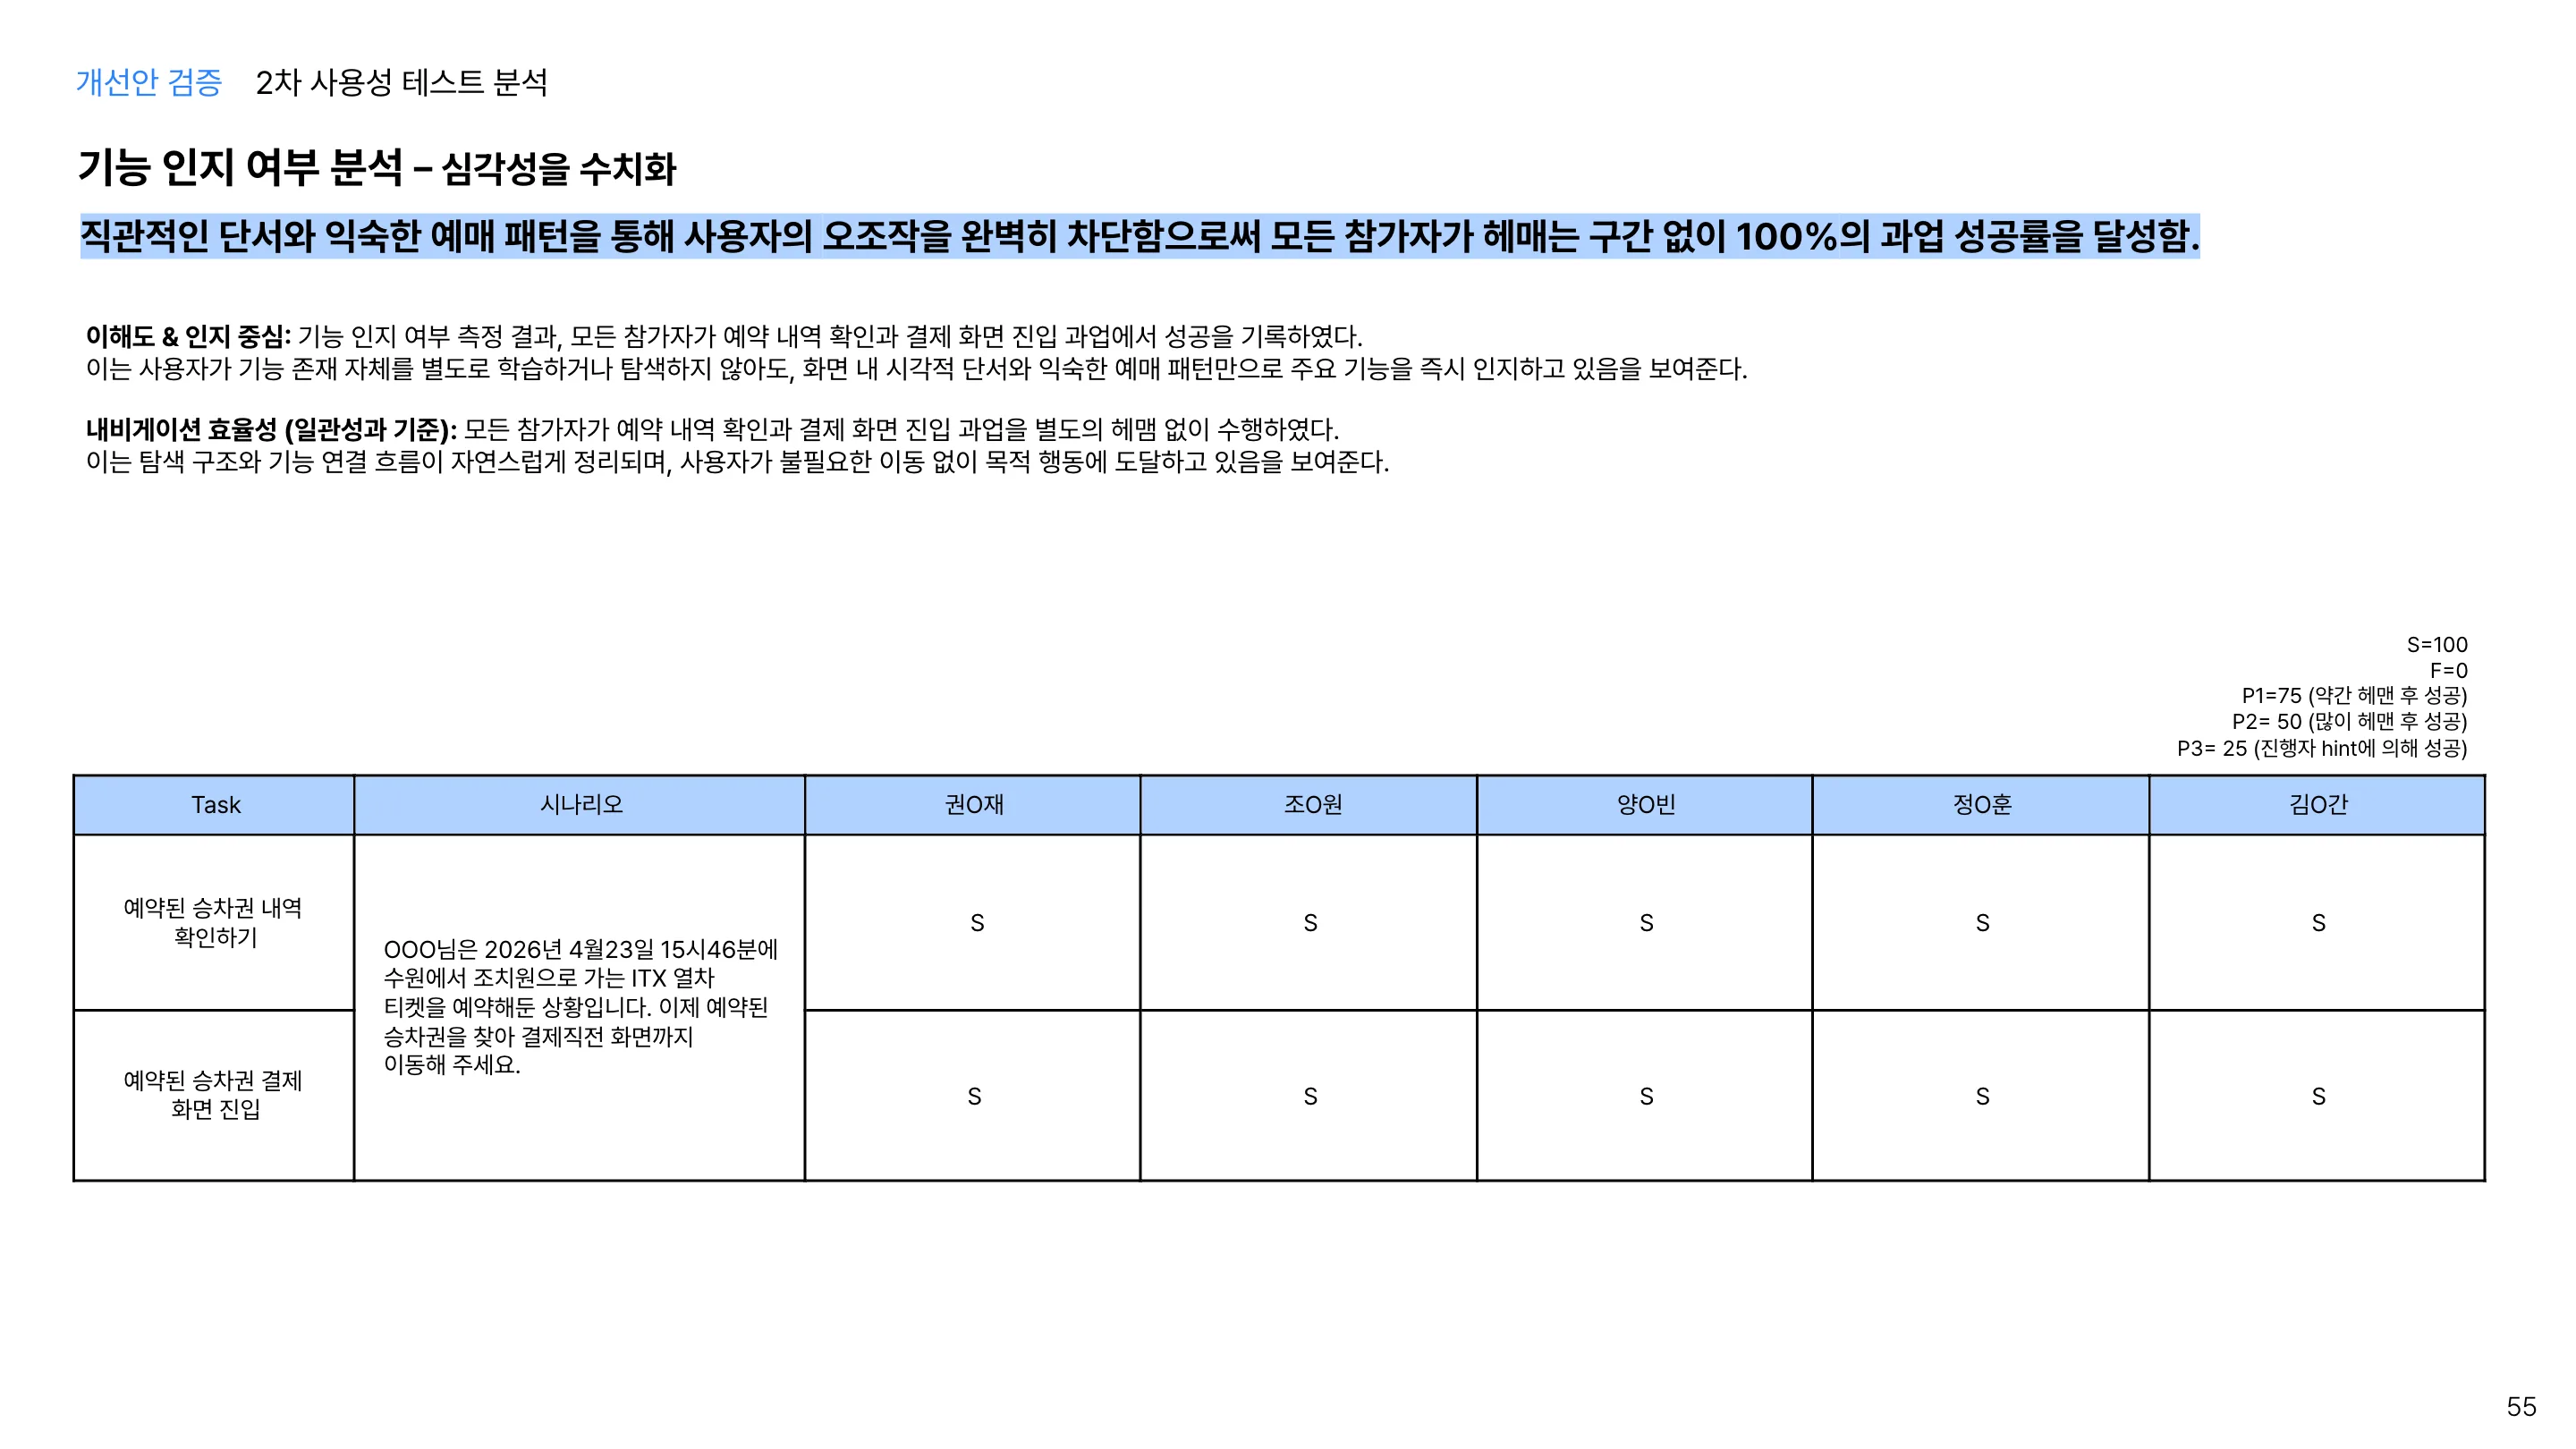 개선안 검증 2차 사용성 테스트 분석
기능 인지 여부 분석 – 심각성을 수치화
직관적인 단서와 익숙한 예매 패턴을 통해 사용자의 오조작을 완벽히 차단함으로써 모든 참가자가 헤매는 구간 없이 100%의 과업 성공률을 달성함.
이해도 & 인지 중심: 기능 인지 여부 측정 결과, 모든 참가자가 예약 내역 확인과 결제 화면 진입 과업에서 성공을 기록하였다.
이는 사용자가 기능 존재 자체를 별도로 학습하거나 탐색하지 않아도, 화면 내 시각적 단서와 익숙한 예매 패턴만으로 주요 기능을 즉시 인지하고 있음을 보여준다.
내비게이션 효율성 (일관성과 기준): 모든 참가자가 예약 내역 확인과 결제 화면 진입 과업을 별도의 헤맴 없이 수행하였다.
이는 탐색 구조와 기능 연결 흐름이 자연스럽게 정리되며, 사용자가 불필요한 이동 없이 목적 행동에 도달하고 있음을 보여준다.
S=100
F=0
P1=75 (약간 헤맨 후 성공)
P2= 50 (많이 헤맨 후 성공)
P3= 25 (진행자 hint에 의해 성공)
Task 시나리오 권O재 조O원 양O빈 정O훈 김O간
예약된 승차권 내역
확인하기
OOO님은 2026년 4월23일 15시46분에
수원에서 조치원으로 가는 ITX 열차
티켓을 예약해둔 상황입니다. 이제 예약된
승차권을 찾아 결제직전 화면까지
이동해 주세요.
S S S S S
예약된 승차권 결제
화면 진입
S S S S S
55